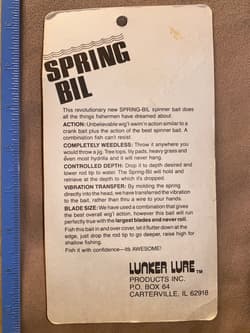 SPRING
BIL
This revolutionary new SPRING-BIL spinner bait does
all the things fishermen have dreamed about:
ACTION: Unbelievable wig'l-swim'n action similar to a
crank bait plus the action of the best spinner bait. A
combination fish can't resist.
COMPLETELY WEEDLESS: Throw it anywhere you
would throw a jig. Tree tops, lily pads, heavy grass and
even most hydrilla and it will never hang.
CONTROLLED DEPTH: Drop it to depth desired and
lower rod tip to water. The Spring-Bil will hold and
retrieve at the depth to which it's dropped.
VIBRATION TRANSFER: By molding the spring
directly into the head, we have transferred the vibration
to the bait, rather than thru a wire to your hands.
BLADE SIZE: We have used a combination that gives
the best overall wig'l action, however this bait will run
perfectly true with the largest blades and never roll.
Fish this bait in and over cover, let it flutter down at the
edge, just drop the rod tip to go deeper, raise high for
shallow fishing.
Fish it with confidence—its AWESOME!
LUNKER LURE™
PRODUCTS INC.
P.O. BOX 64
CARTERVILLE, IL 62918